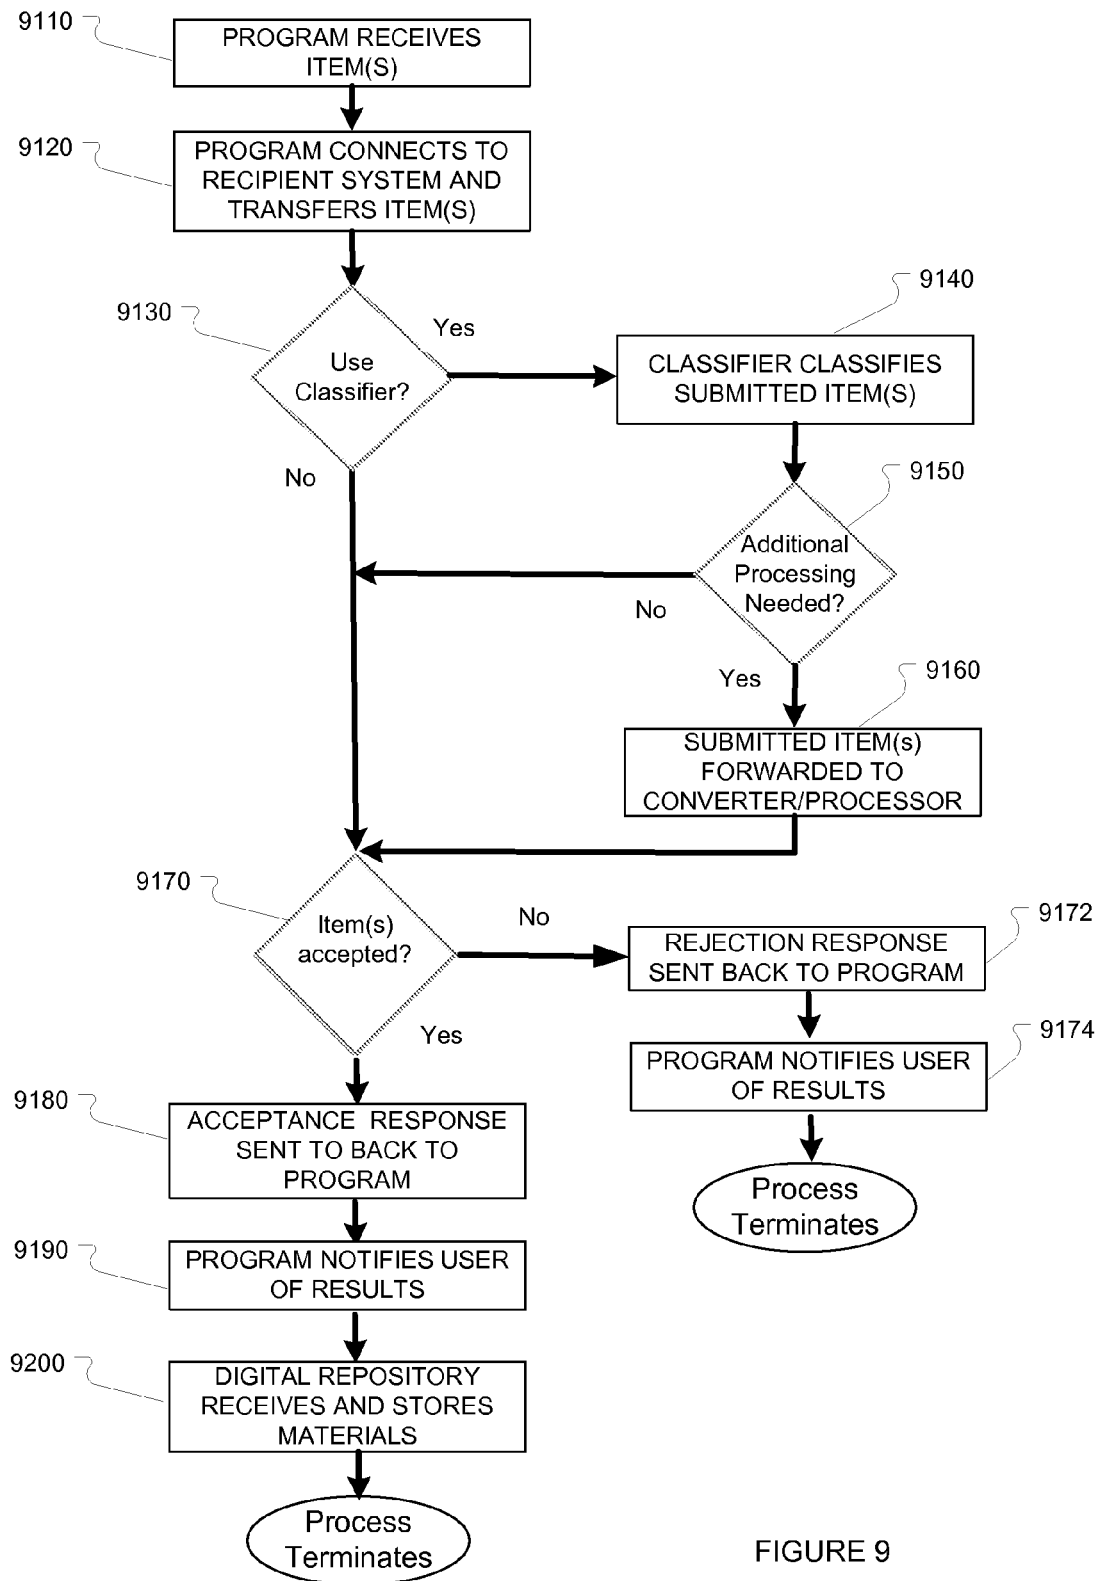 9110
PROGRAM RECEIVES
ITEM(S)
9120
PROGRAM CONNECTS TO
RECIPIENT SYSTEM AND
TRANSFERS ITEM(S)
9130
Use
Classifier?
Yes
No
9140
CLASSIFIER CLASSIFIES
SUBMITTED ITEM(S)
9150
Additional
Processing
Needed?
No
Yes
9160
SUBMITTED ITEM(s)
FORWARDED TO
CONVERTER/PROCESSOR
9170
Item(s)
accepted?
No
Yes
9172
REJECTION RESPONSE
SENT BACK TO PROGRAM
9174
PROGRAM NOTIFIES USER
OF RESULTS
Process
Terminates
9180
ACCEPTANCE RESPONSE
SENT TO BACK TO
PROGRAM
9190
PROGRAM NOTIFIES USER
OF RESULTS
9200
DIGITAL REPOSITORY
RECEIVES AND STORES
MATERIALS
Process
Terminates
FIGURE 9